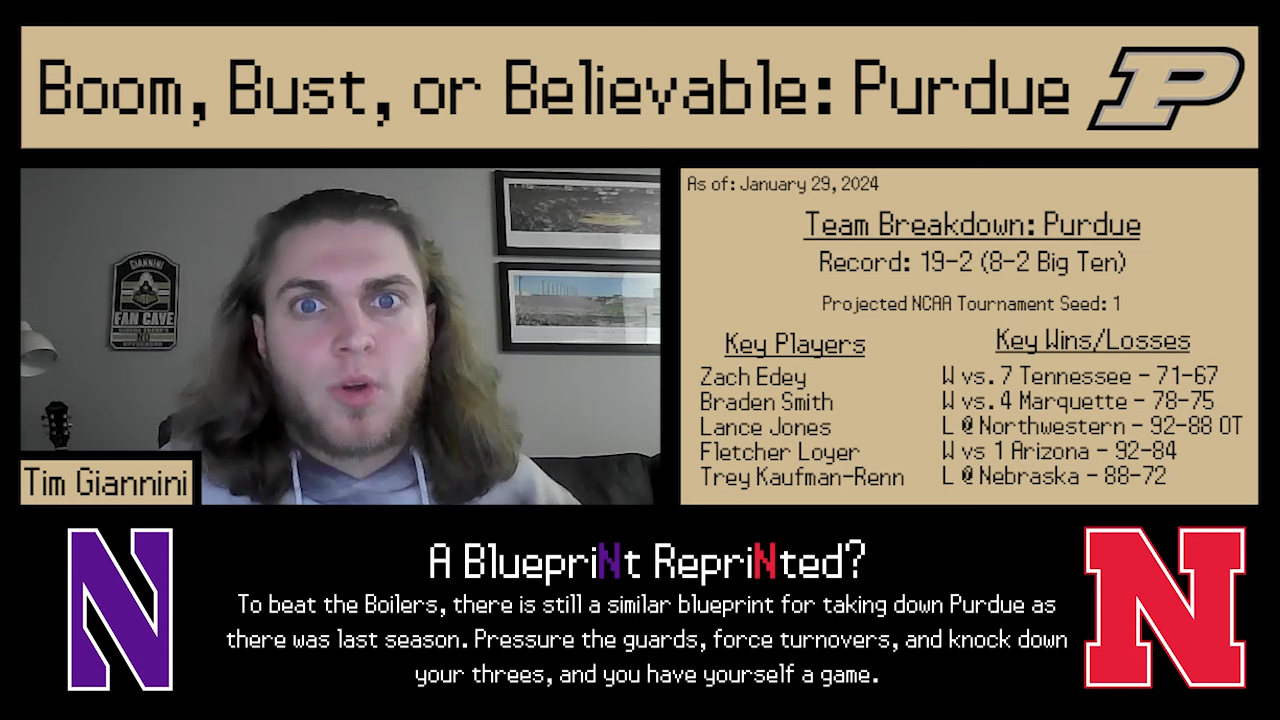 Boom, Bust, or Believable: Purdue P
As of: January 29, 2024
Team Breakdown: Purdue
Record: 19-2 (8-2 Big Ten)
Projected NCAA Tournament Seed: 1
Key Players
Zach Edey
Braden Smith
Lance Jones
Fletcher Loyer
Trey Kaufman-Renn
Key Wins/Losses
W vs. 7 Tennessee - 71-67
W vs. 4 Marquette - 78-75
L @ Northwestern - 92-88 OT
W vs 1 Arizona - 92-84
L @ Nebraska - 88-72
GIANNINI
FAN CAVE
NO
Tim Giannini
N
A BluepriNt RepriNted?
To beat the Boilers, there is still a similar blueprint for taking down Purdue as
there was last season. Pressure the guards, force turnovers, and knock down
your threes, and you have yourself a game.
N